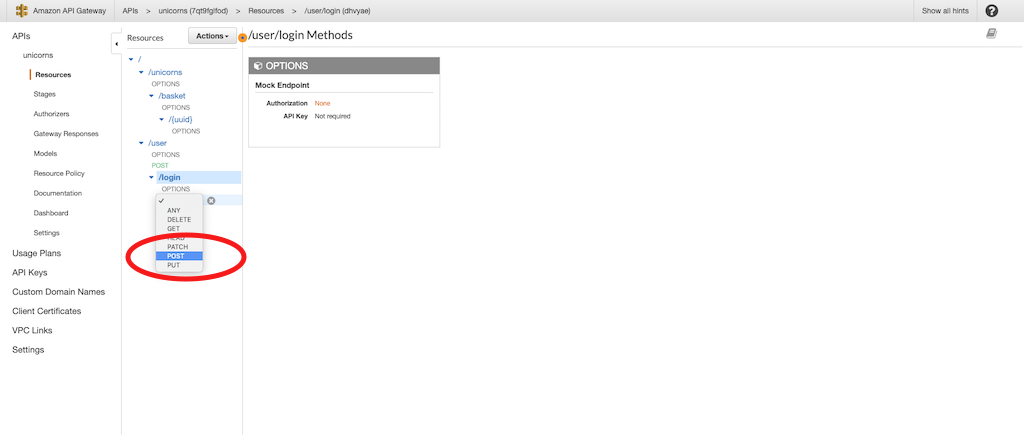 Amazon API Gateway APIs > unicorns (7qt9fglfod) > Resources > /user/login (dhvyae) Show all hints ?
APIs
unicorns
Resources
Stages
Authorizers
Gateway Responses
Models
Resource Policy
Documentation
Dashboard
Settings
Usage Plans
API Keys
Custom Domain Names
Client Certificates
VPC Links
Settings
Resources Actions
/
/unicorns
OPTIONS
/basket
OPTIONS
/{uuid}
OPTIONS
/user
OPTIONS
POST
/login
OPTIONS
ANY
DELETE
GET
HEAD
PATCH
POST
PUT
/user/login Methods
OPTIONS
Mock Endpoint
Authorization None
API Key Not required